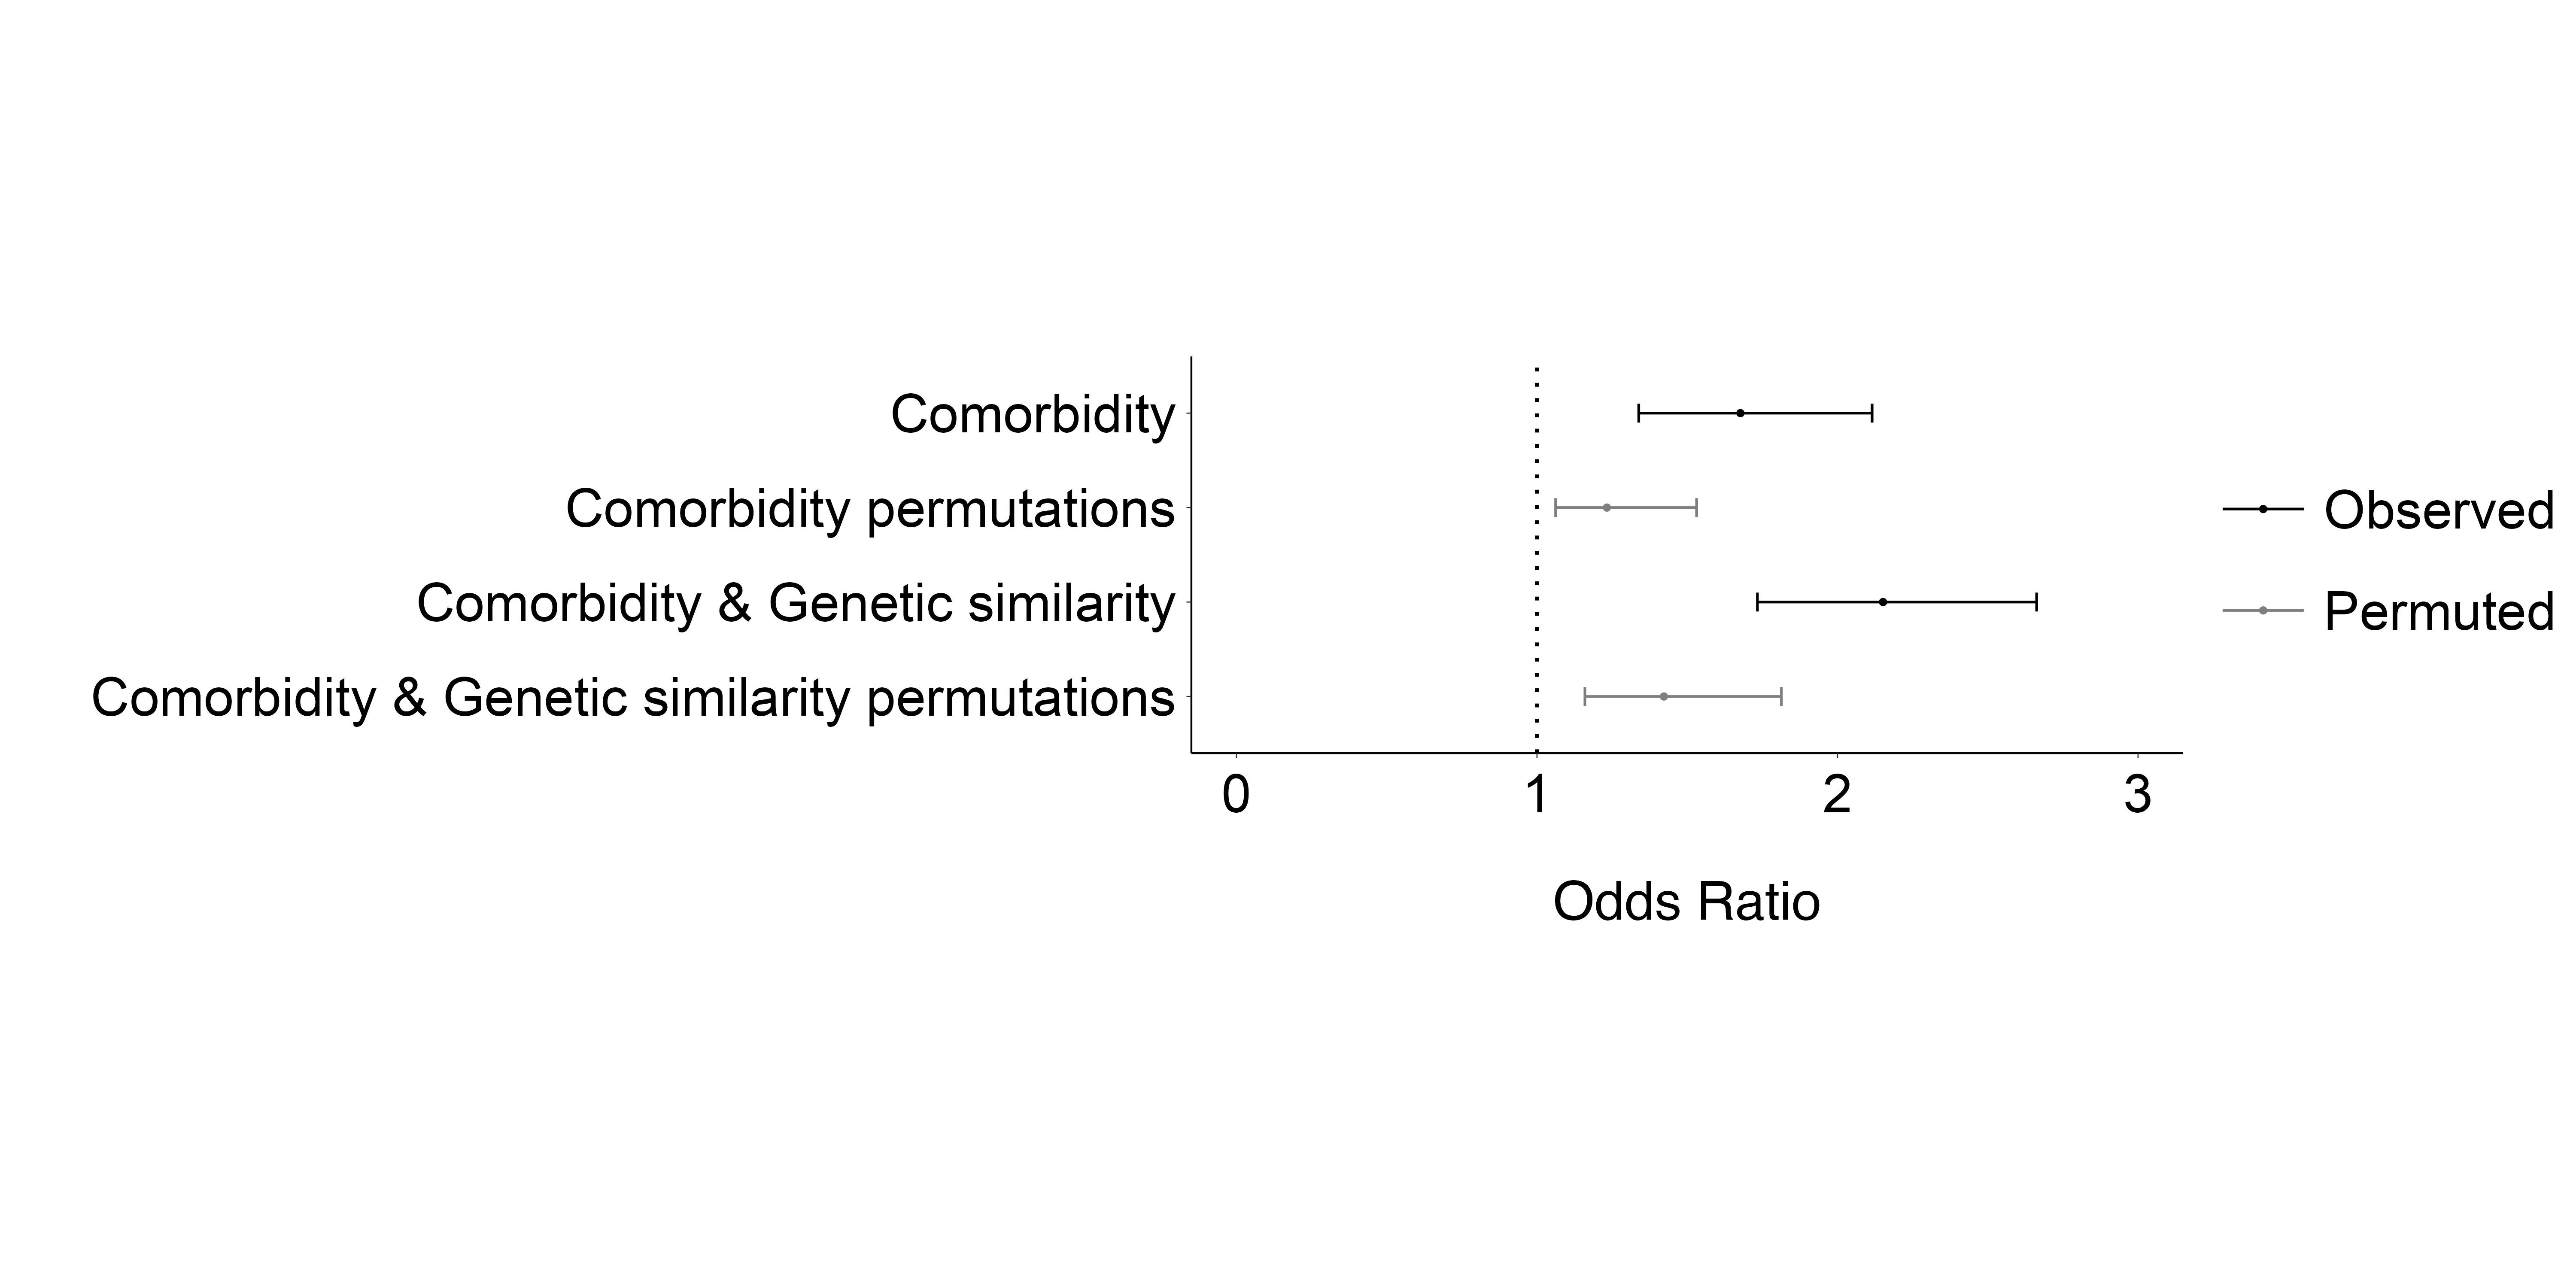 Comorbidity
Comorbidity permutations
Comorbidity & Genetic similarity
Comorbidity & Genetic similarity permutations
0 1 2 3
Odds Ratio
Observed
Permuted